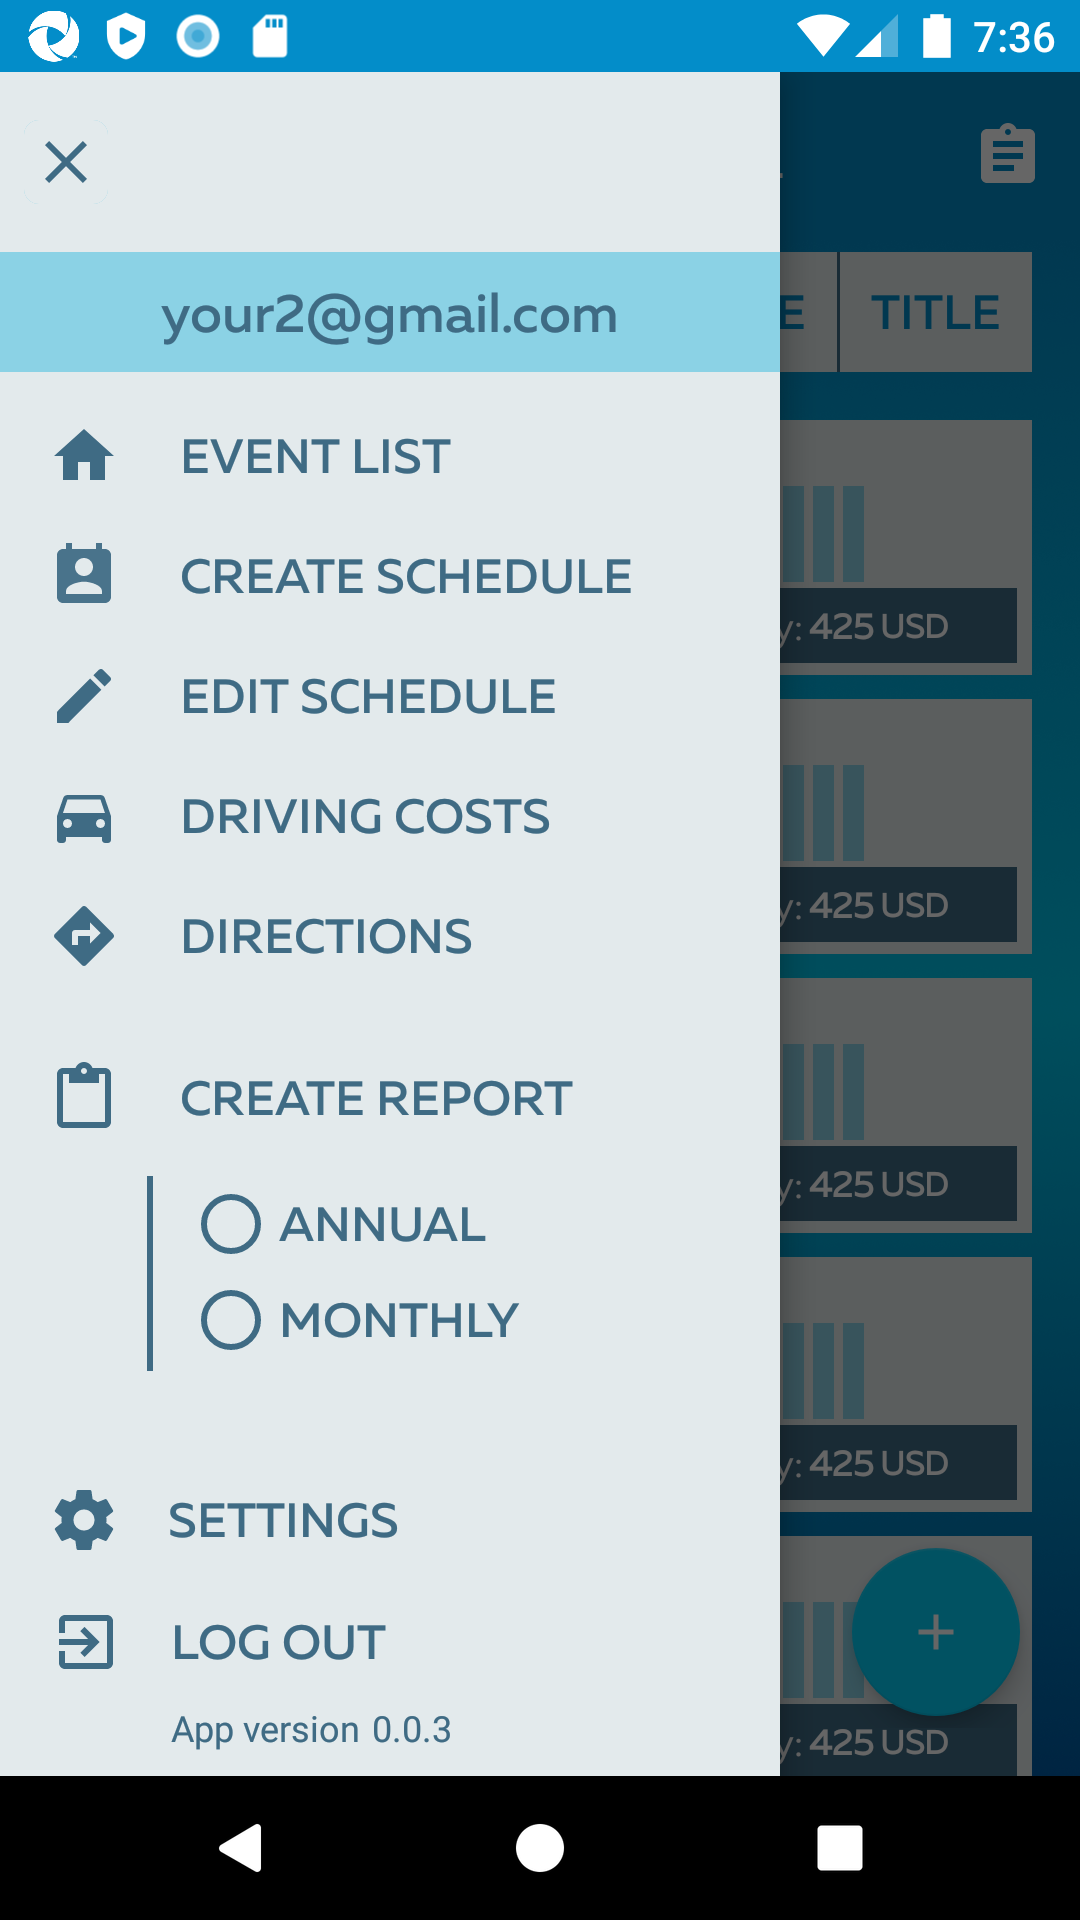 7:36
your2@gmail.com
TITLE
EVENT LIST
CREATE SCHEDULE
425 USD
EDIT SCHEDULE
DRIVING COSTS
425 USD
DIRECTIONS
CREATE REPORT
425 USD
ANNUAL
MONTHLY
425 USD
SETTINGS
LOG OUT
App version 0.0.3
425 USD